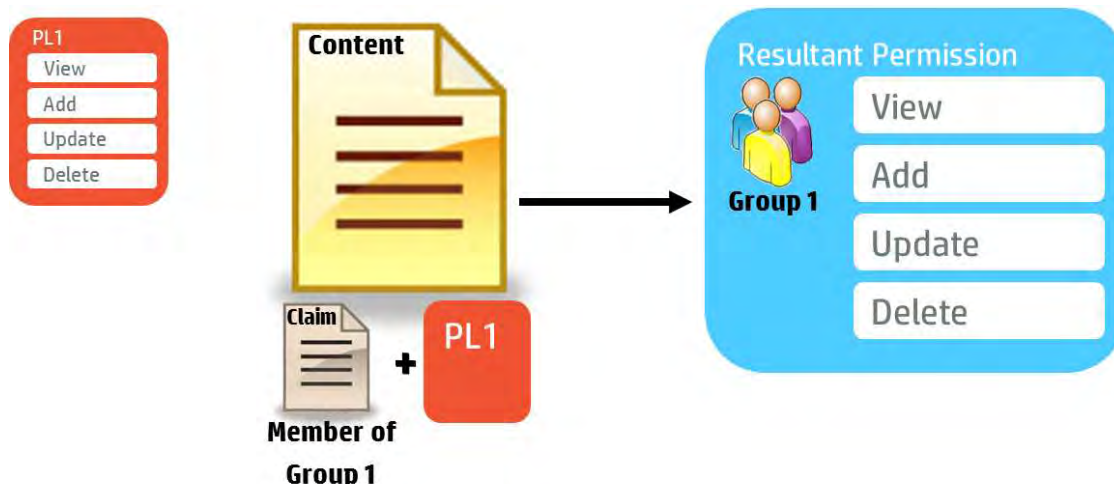 PL1
View
Add
Update
Delete
Content
Claim
+
PL1
Member of
Group 1
Resultant Permission
Group 1
View
Add
Update
Delete